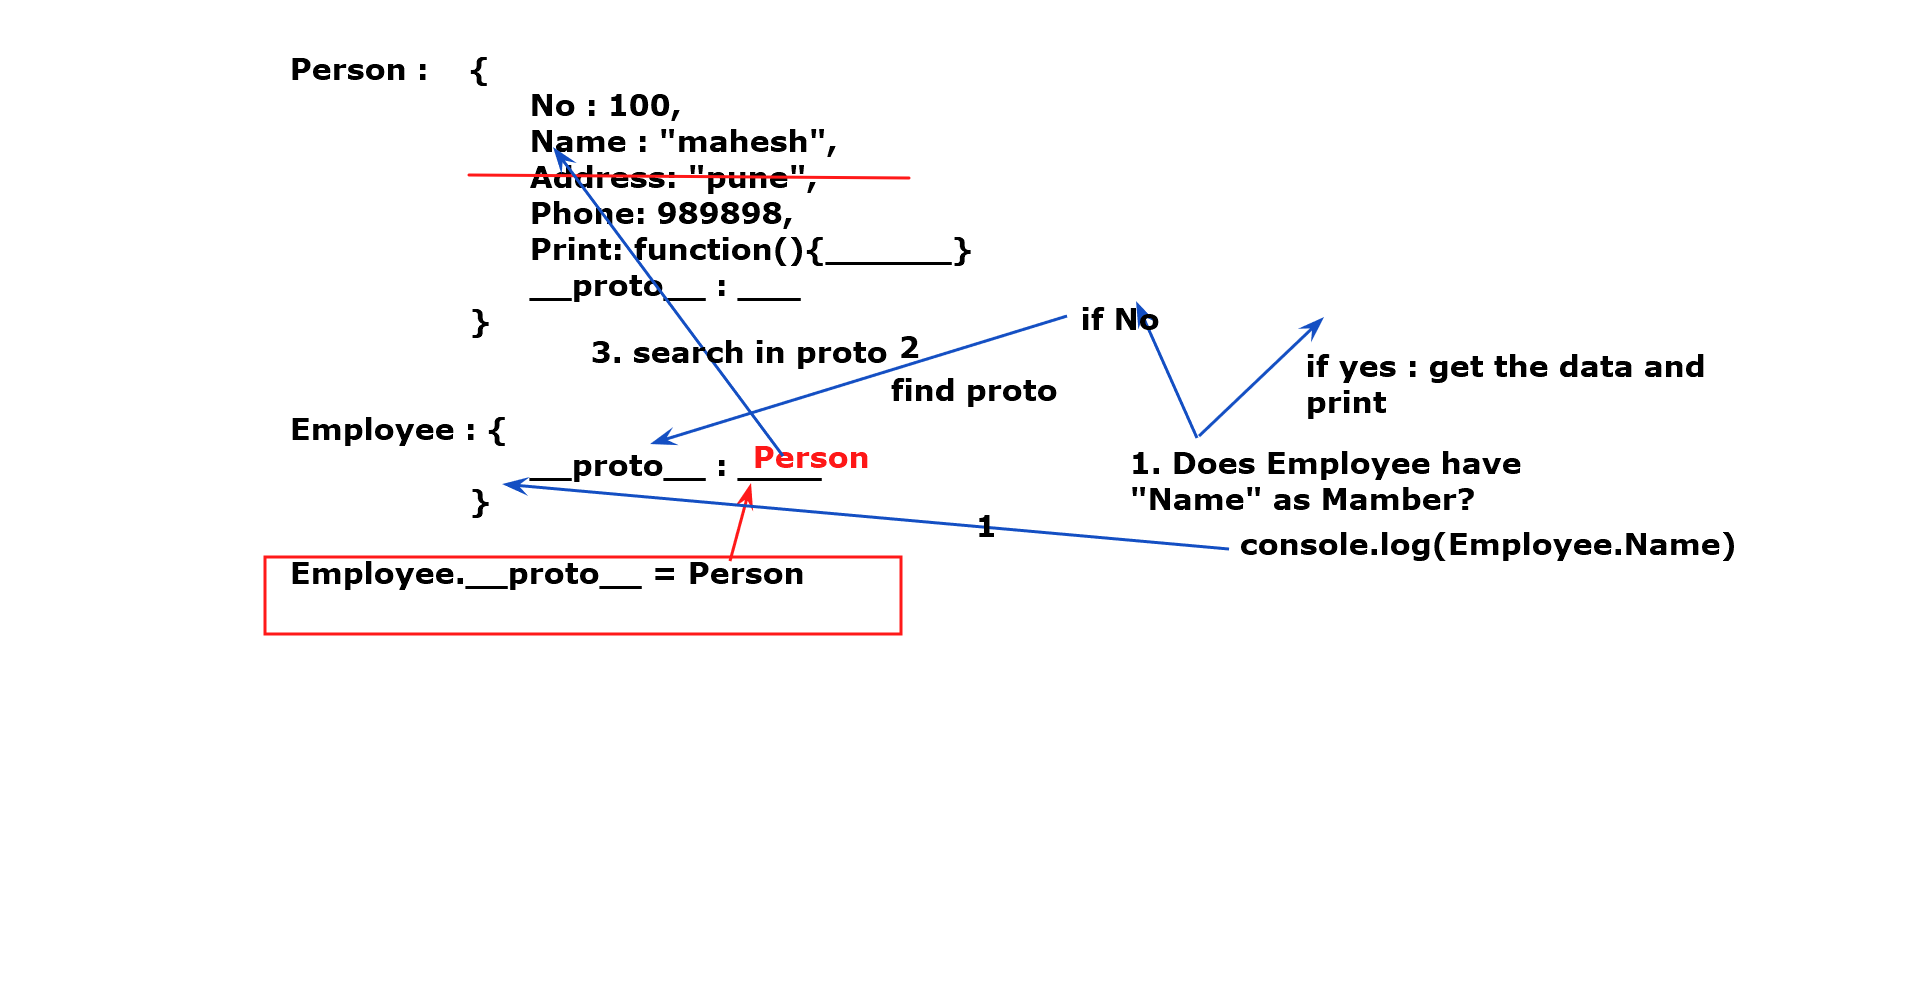 Person : {
No : 100,
Name : "mahesh",
Address: "pune",
Phone: 989898,
Print: function(){______}
__proto__ : ___
}
if No
3. search in proto
2
find proto
if yes : get the data and
print
Employee : {
__proto__ : ____
Person
}
1. Does Employee have
"Name" as Mamber?
1
console.log(Employee.Name)
Employee.__proto__ = Person